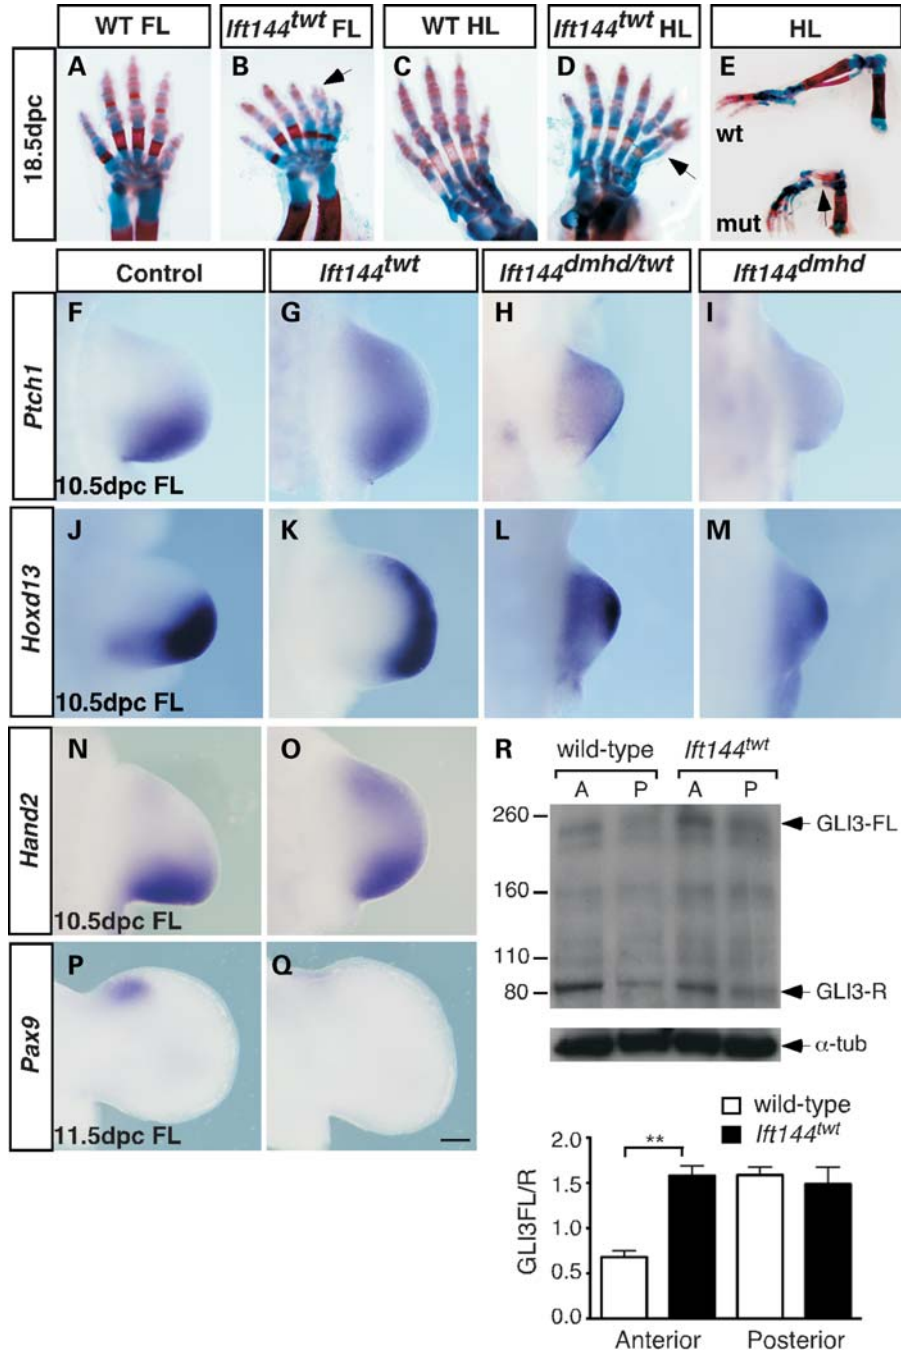 WT FL
Ift144twt FL
WT HL
Ift144twt HL
HL
18.5dpc
A
B
C
D
E
wt
mut
Control
Ift144twt
Ift144dmhd/twt
Ift144dmhd
Ptch1
F
G
H
I
10.5dpc FL
Hoxd13
J
K
L
M
10.5dpc FL
Hand2
N
O
10.5dpc FL
Pax9
P
Q
11.5dpc FL
R
wild-type
Ift144twt
A P A P
260
GLI3-FL
160
110
80
GLI3-R
α-tub
wild-type
Ift144twt
**
GLI3FL/R
2.0
1.5
1.0
0.5
0.0
Anterior Posterior